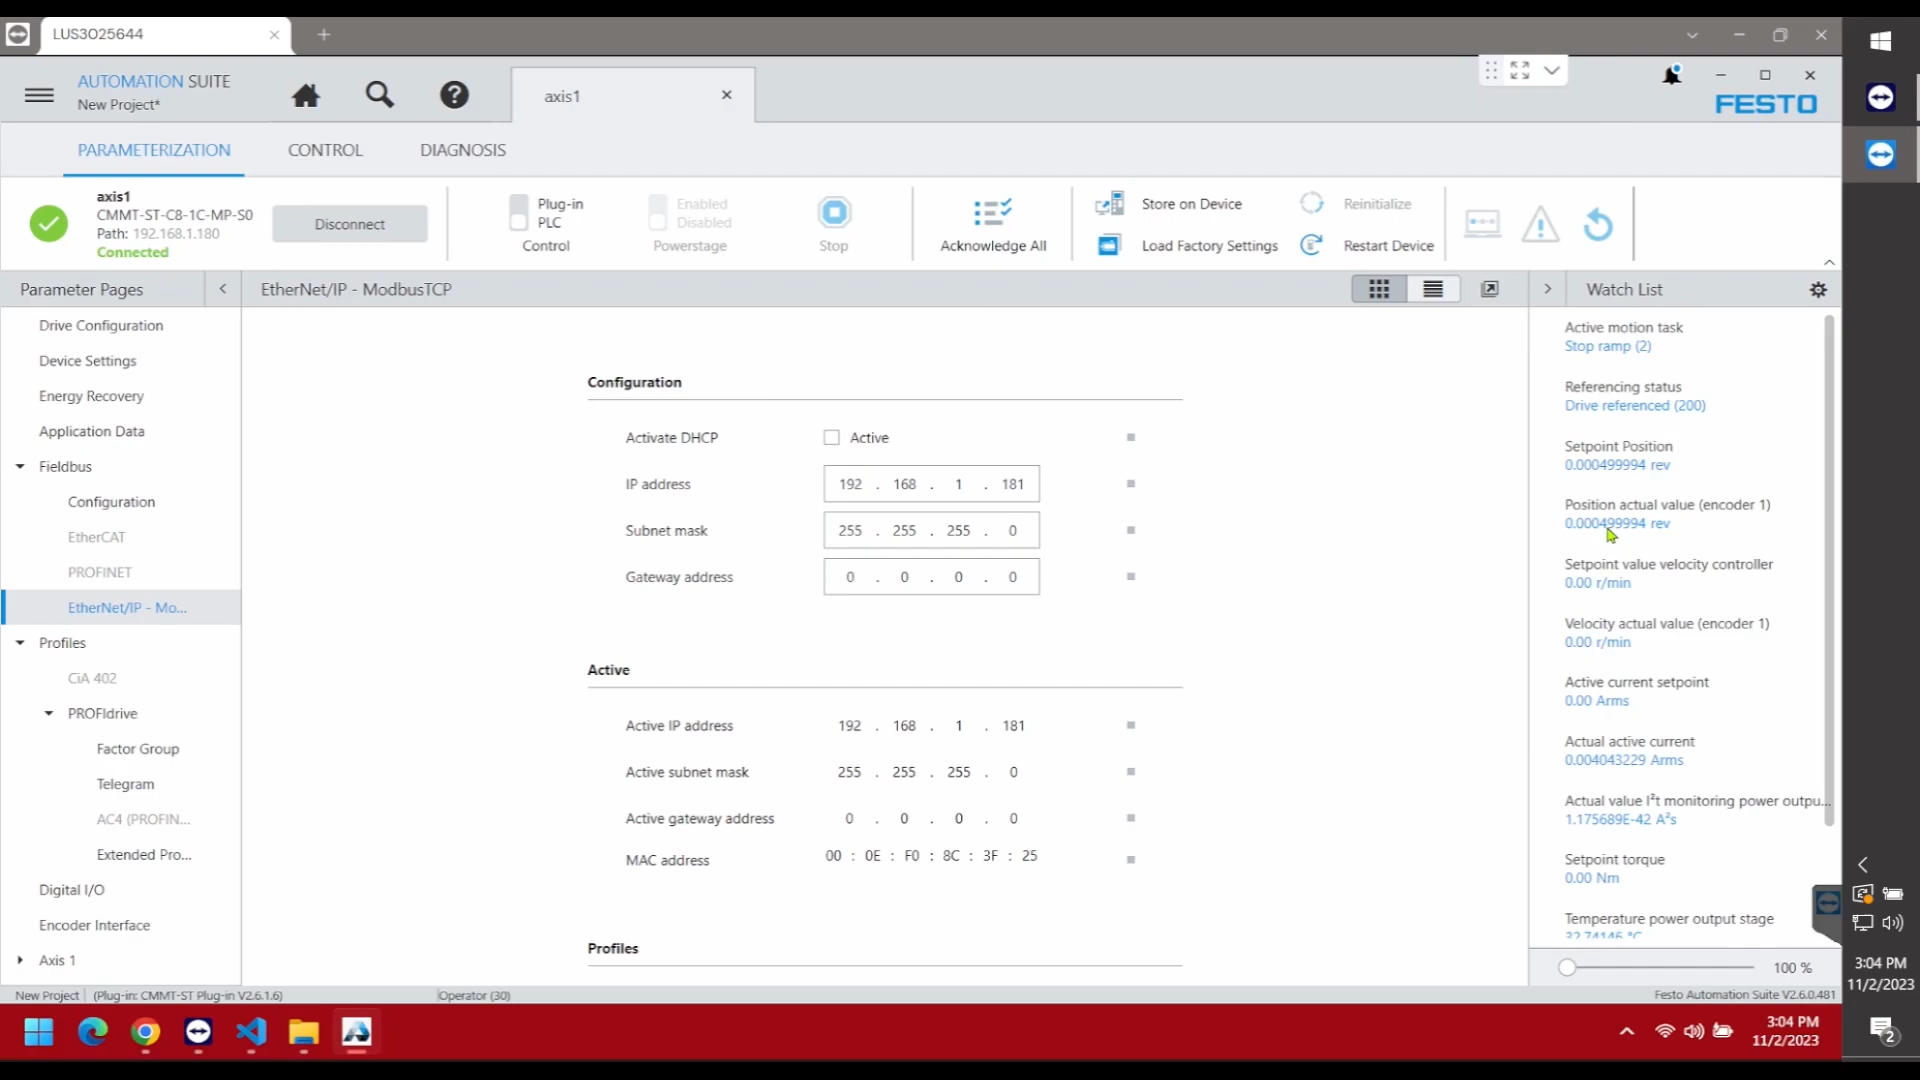 LUS3O25644
AUTOMATION SUITE
New Project*
axis1
FESTO
PARAMETERIZATION
CONTROL
DIAGNOSIS
axis1
CMMT-ST-C8-1C-MP-S0
Path: 192.168.1.180
Connected
Disconnect
Plug-in
PLC
Control
Enabled
Disabled
Powerstage
Stop
Acknowledge All
Store on Device
Load Factory Settings
Reinitialize
Restart Device
Parameter Pages
EtherNet/IP - ModbusTCP
Watch List
Drive Configuration
Device Settings
Energy Recovery
Application Data
Fieldbus
Configuration
EtherCAT
PROFINET
EtherNet/IP - Mo...
Profiles
CiA 402
PROFIdrive
Factor Group
Telegram
AC4 (PROFIN...
Extended Pro...
Digital I/O
Encoder Interface
Axis 1
Configuration
Activate DHCP Active
IP address 192 . 168 . 1 . 181
Subnet mask 255 . 255 . 255 . 0
Gateway address 0 . 0 . 0 . 0
Active
Active IP address 192 . 168 . 1 . 181
Active subnet mask 255 . 255 . 255 . 0
Active gateway address 0 . 0 . 0 . 0
MAC address 00 : 0E : F0 : 8C : 3F : 25
Profiles
Active motion task
Stop ramp (2)
Referencing status
Drive referenced (200)
Setpoint Position
0.000499994 rev
Position actual value (encoder 1)
0.000499994 rev
Setpoint value velocity controller
0.00 r/min
Velocity actual value (encoder 1)
0.00 r/min
Active current setpoint
0.00 Arms
Actual active current
0.004043229 Arms
Actual value I²t monitoring power outpu...
1.175689E-42 A²s
Setpoint torque
0.00 Nm
Temperature power output stage
32.74146 °C
100 %
New Project (Plug-in: CMMT-ST Plug-in V2.6.1.6)
Operator (30)
Festo Automation Suite V2.6.0.481
3:04 PM
11/2/2023
3:04 PM
11/2/2023
2